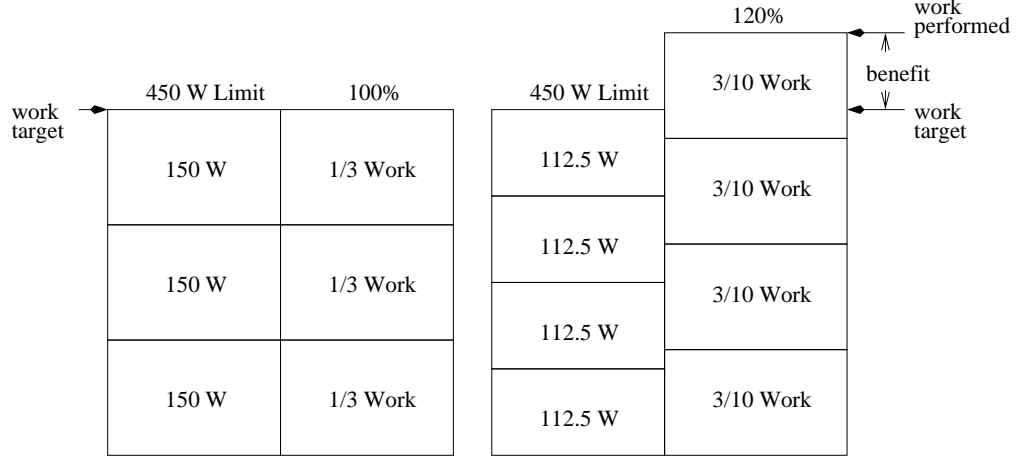 work
performed
120%
benefit
3/10 Work
450 W Limit
100%
450 W Limit
work
target
work
target
112.5 W
150 W
1/3 Work
3/10 Work
112.5 W
150 W
1/3 Work
3/10 Work
112.5 W
150 W
1/3 Work
3/10 Work
112.5 W